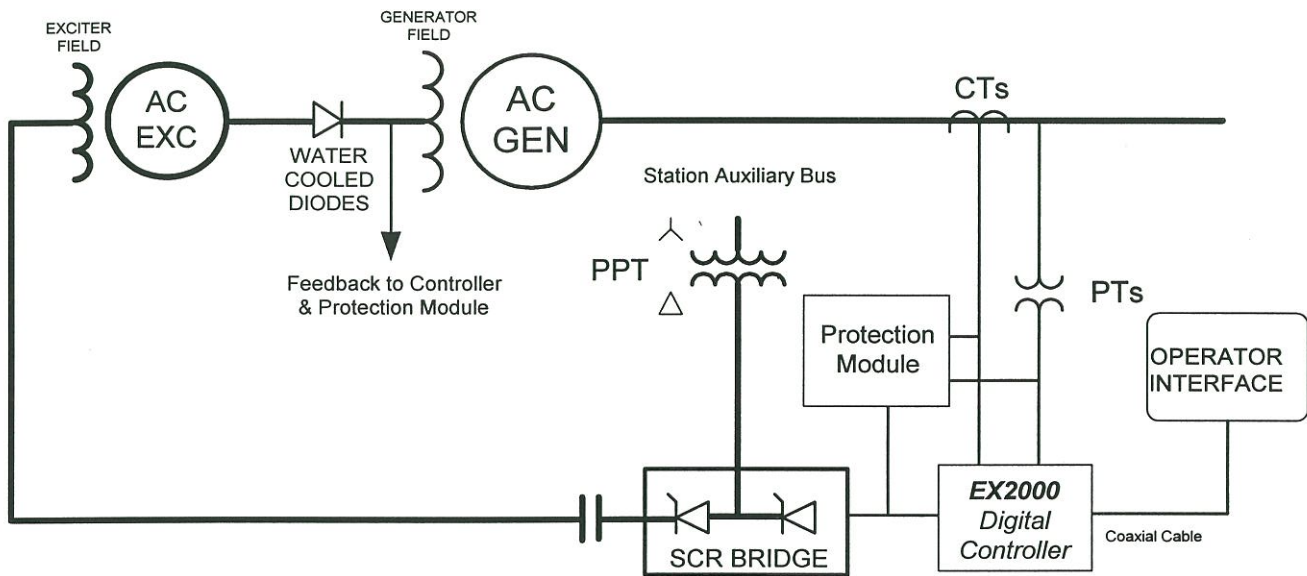 EXCITER
FIELD
GENERATOR
FIELD
AC
EXC
AC
GEN
CTs
WATER
COOLED
DIODES
Station Auxiliary Bus
PPT
Feedback to Controller
& Protection Module
PTs
Protection
Module
OPERATOR
INTERFACE
EX2000
Digital
Controller
Coaxial Cable
SCR BRIDGE